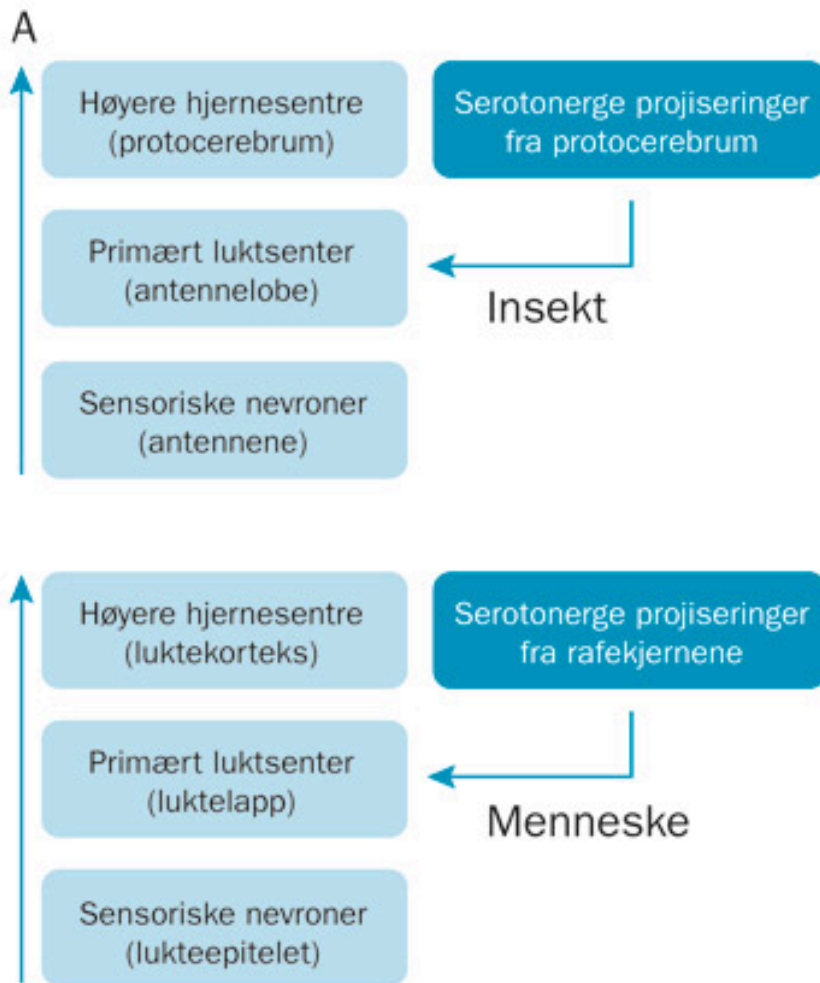 A
Høyere hjernesentre
(protocerebrum)
Serotonerge projiseringer
fra protocerebrum
Primært luktsenter
(antennelobe)
Insekt
Sensoriske nevroner
(antennene)
Høyere hjernesentre
(luktekorteks)
Serotonerge projiseringer
fra rafekjernene
Primært luktsenter
(luktelapp)
Menneske
Sensoriske nevroner
(lukteepitelet)